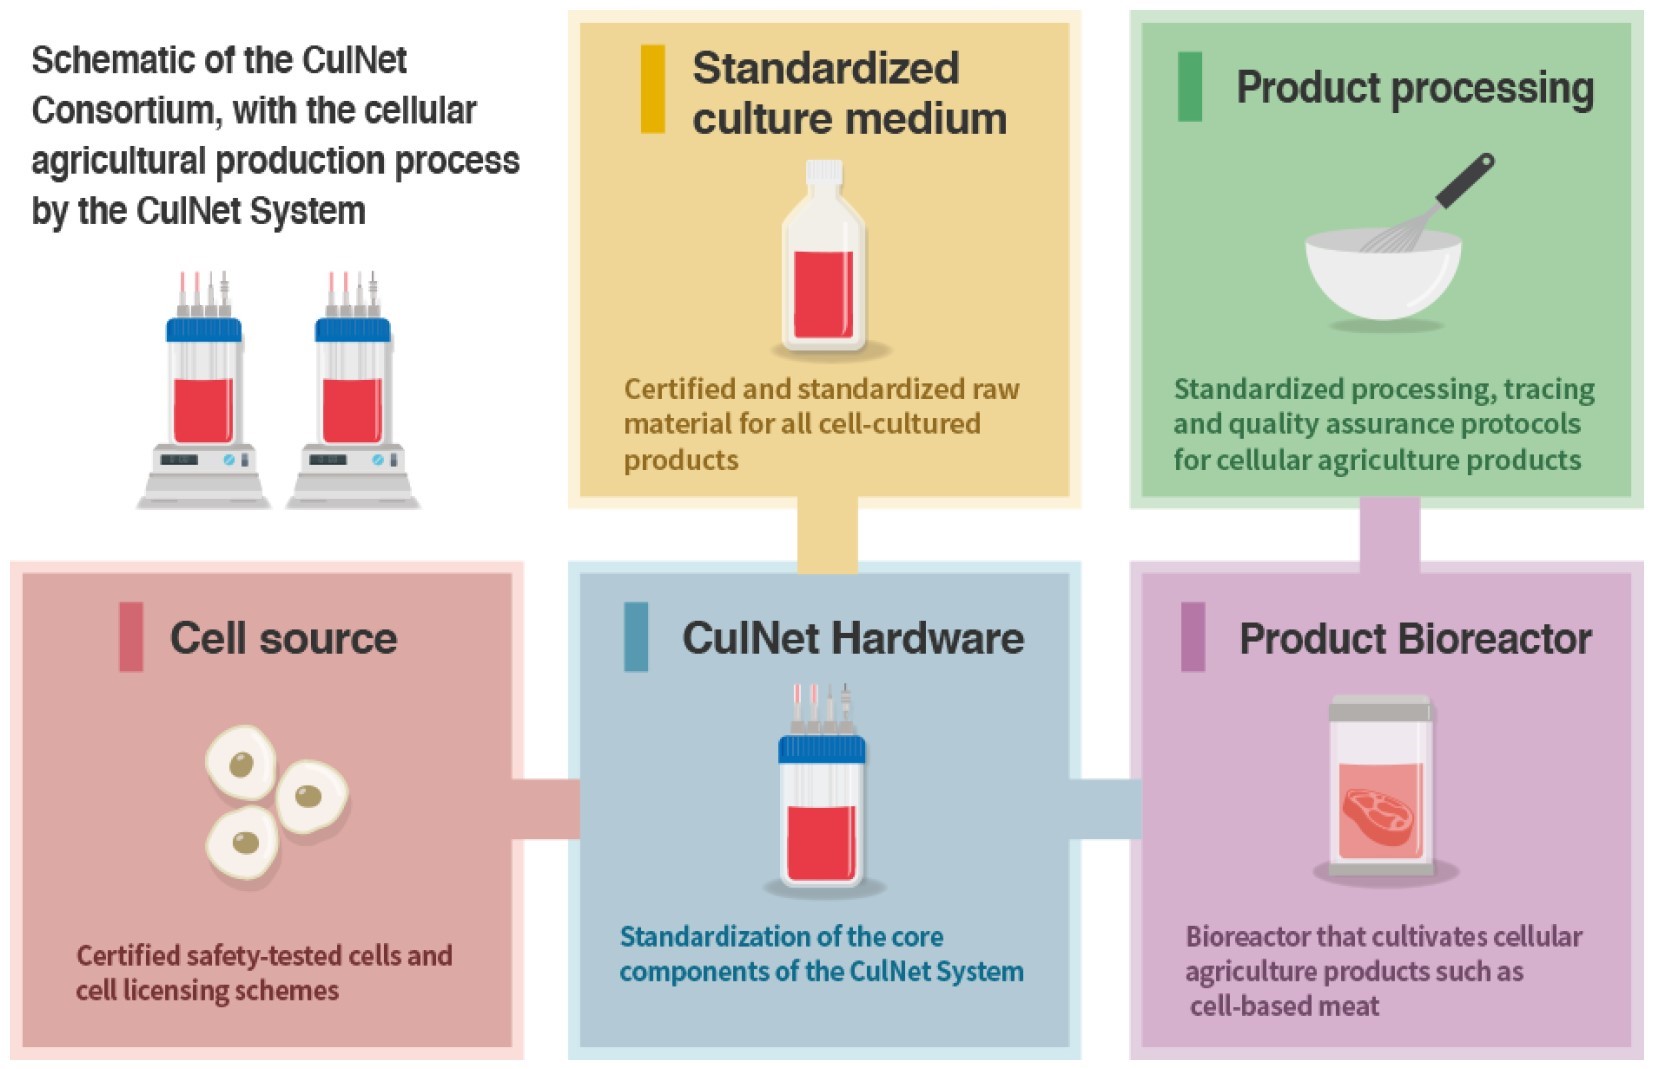 Schematic of the CulNet
Consortium, with the cellular
agricultural production process
by the CulNet System
Standardized
culture medium
Certified and standardized raw
material for all cell-cultured
products
Product processing
Standardized processing, tracing
and quality assurance protocols
for cellular agriculture products
Cell source
Certified safety-tested cells and
cell licensing schemes
CulNet Hardware
Standardization of the core
components of the CulNet System
Product Bioreactor
Bioreactor that cultivates cellular
agriculture products such as
cell-based meat